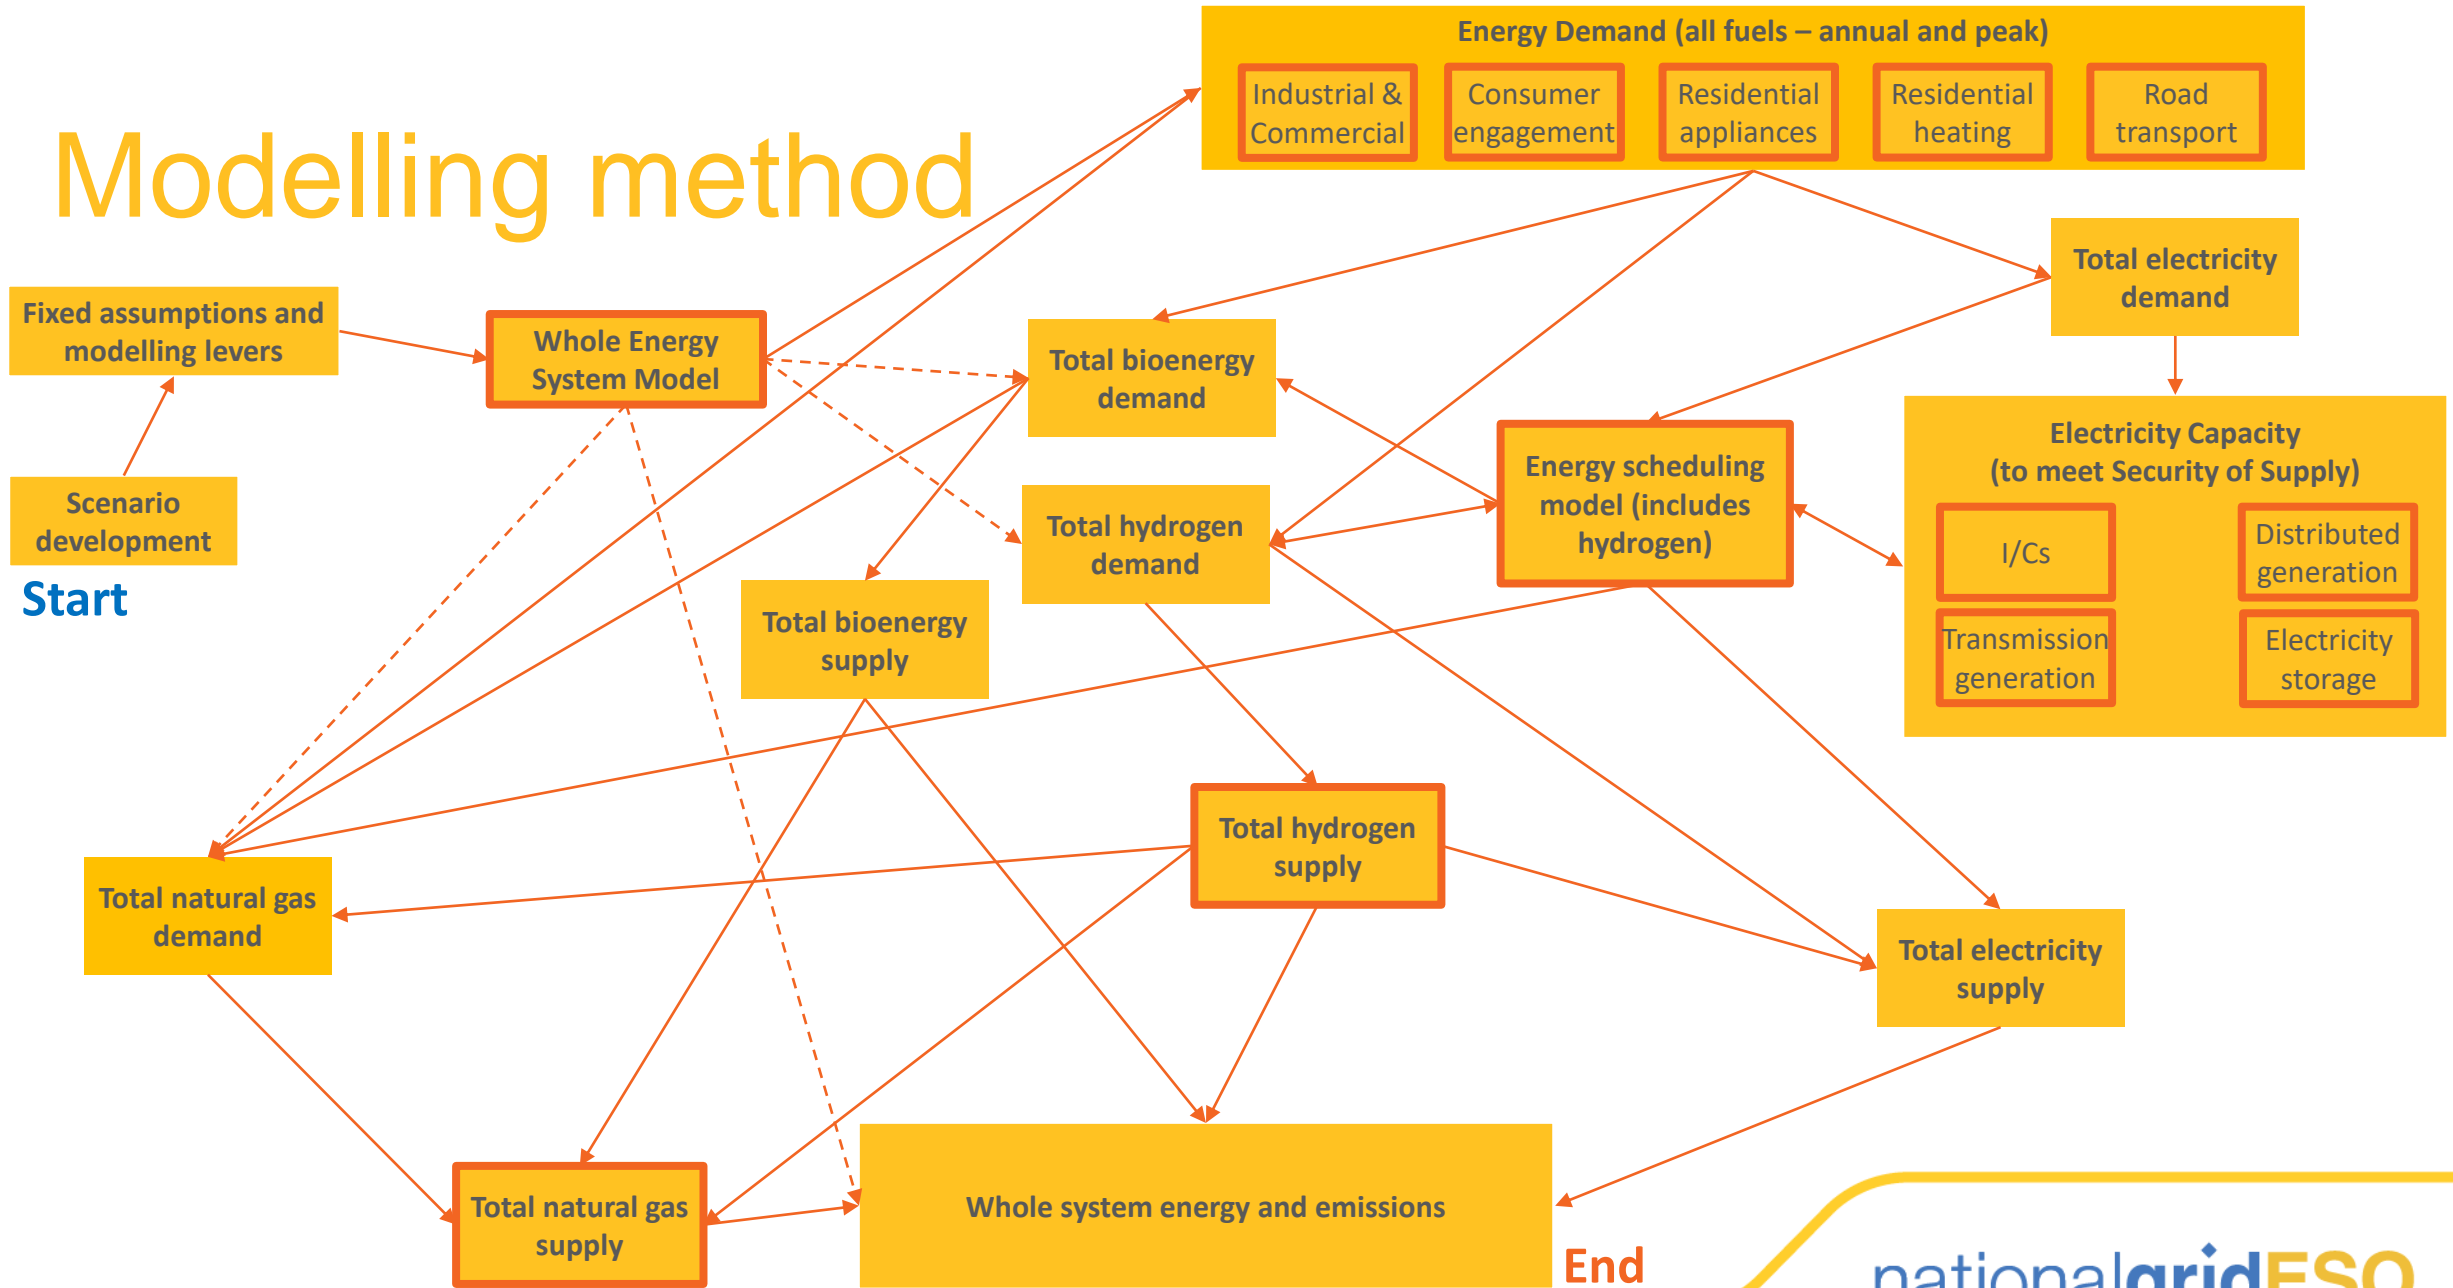 Energy Demand (all fuels – annual and peak)
Industrial &
Commercial
Consumer
engagement
Residential
appliances
Residential
heating
Road
transport
Modelling method
Total electricity
demand
Fixed assumptions and
modelling levers
Whole Energy
System Model
Total bioenergy
demand
Electricity Capacity
(to meet Security of Supply)
I/Cs
Distributed
generation
Transmission
generation
Electricity
storage
Energy scheduling
model (includes
hydrogen)
Scenario
development
Start
Total hydrogen
demand
Total bioenergy
supply
Total hydrogen
supply
Total natural gas
demand
Total electricity
supply
Total natural gas
supply
Whole system energy and emissions
End
nationalgridESO